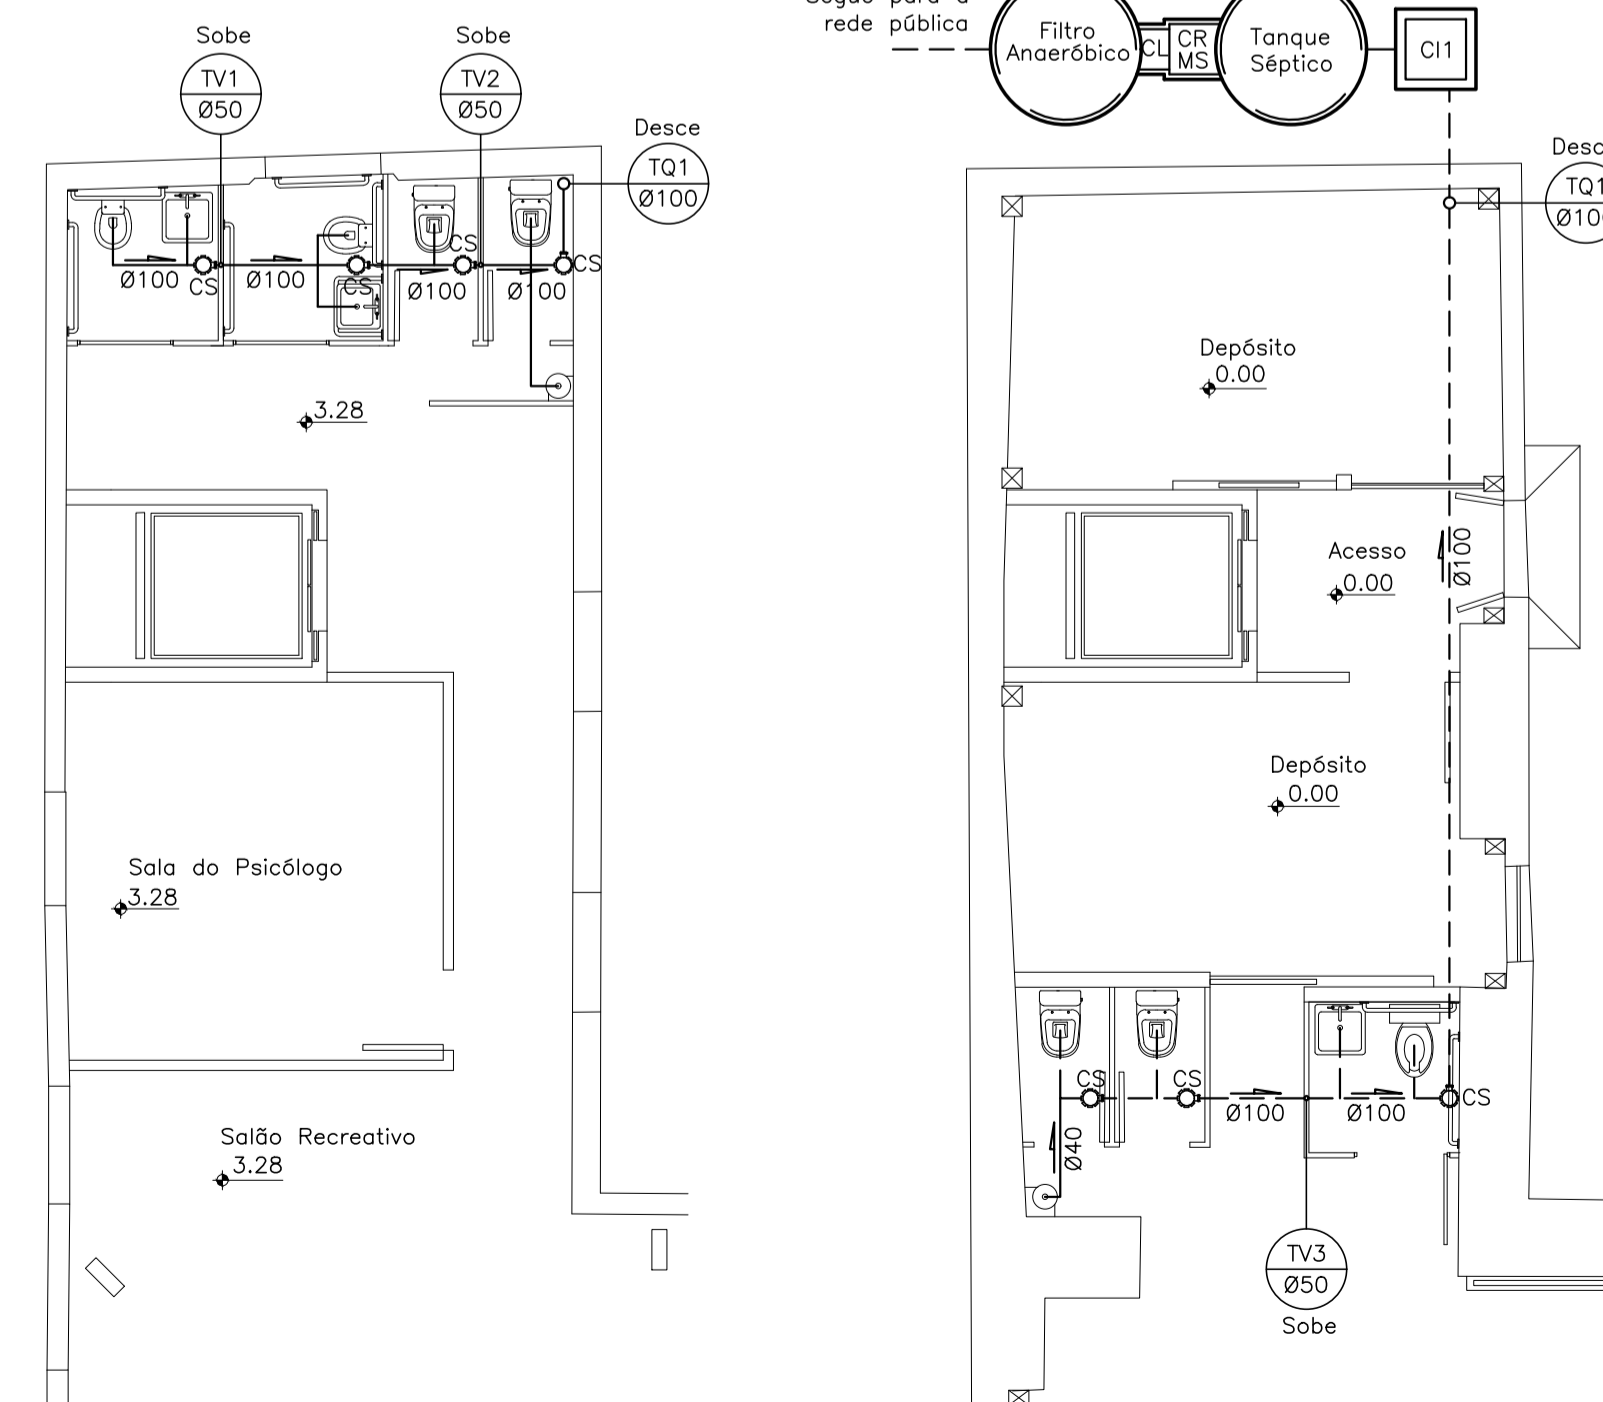 Sobe
TV1
Ø50
Sobe
TV2
Ø50
Desce
TQ1
Ø100
CS
CS
Ø100
CS
Ø100
CS
Ø100
Ø100
3.28
Sala do Psicólogo
3.28
Salão Recreativo
3.28
rede pública
Filtro
Anaeróbico
CL
CR
MS
Tanque
Séptico
CI1
Depósito
0.00
Acesso
0.00
Ø100
Depósito
0.00
CS
CS
CS
Ø100
Ø100
Ø40
TV3
Ø50
Sobe